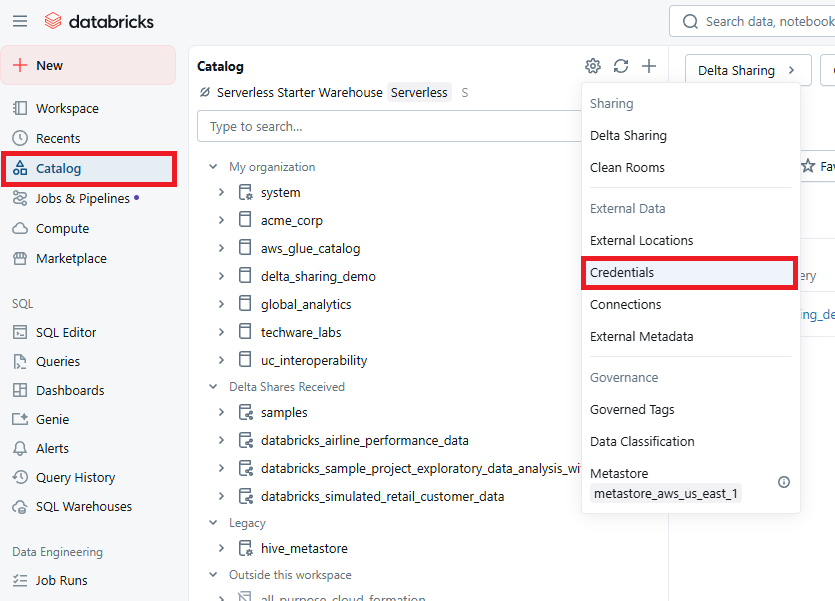 databricks
Search data, notebook
New
Workspace
Recents
Catalog
Jobs & Pipelines
Compute
Marketplace
SQL
SQL Editor
Queries
Dashboards
Genie
Alerts
Query History
SQL Warehouses
Data Engineering
Job Runs
Catalog
Serverless Starter Warehouse Serverless S
Type to search...
My organization
system
acme_corp
aws_glue_catalog
delta_sharing_demo
global_analytics
techware_labs
uc_interoperability
Delta Shares Received
samples
databricks_airline_performance_data
databricks_sample_project_exploratory_data_analysis_wi
databricks_simulated_retail_customer_data
Legacy
hive_metastore
Outside this workspace
all_purpose_cloud_formation
Sharing
Delta Sharing
Clean Rooms
External Data
External Locations
Credentials
Connections
External Metadata
Governance
Governed Tags
Data Classification
Metastore
metastore_aws_us_east_1
Delta Sharing
Fav
ery
ing_de